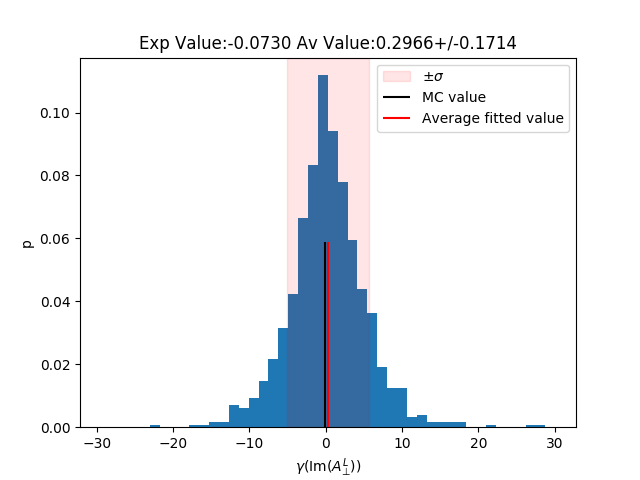 Exp Value:-0.0730 Av Value:0.2966+/-0.1714
±σ
MC value
Average fitted value
p
0.10
0.08
0.06
0.04
0.02
0.00
−30
−20
−10
0
10
20
30
γ(Im(A⊥ᴸ))